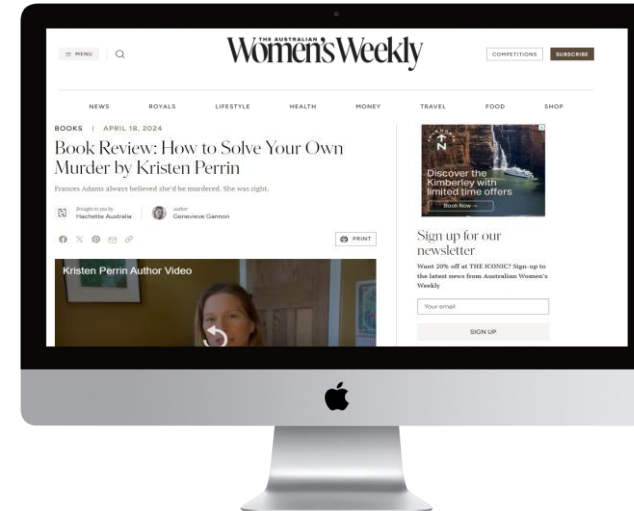 MENU
THE AUSTRALIAN
Women's Weekly
COMPETITIONS
SUBSCRIBE
NEWS ROYALS LIFESTYLE HEALTH MONEY TRAVEL FOOD SHOP
BOOKS | APRIL 18, 2024
Book Review: How to Solve Your Own
Murder by Kristen Perrin
Frances Adams always believed she'd be murdered. She was right.
Brought to you by
Hachette Australia
Author
Genevieve Gannon
PRINT
Kristen Perrin Author Video
N
Discover the
Kimberley with
limited time offers
Book Now →
Sign up for our
newsletter
Want 20% off at THE ICONIC? Sign-up to
the latest news from Australian Women's
Weekly
Your email
SIGN UP